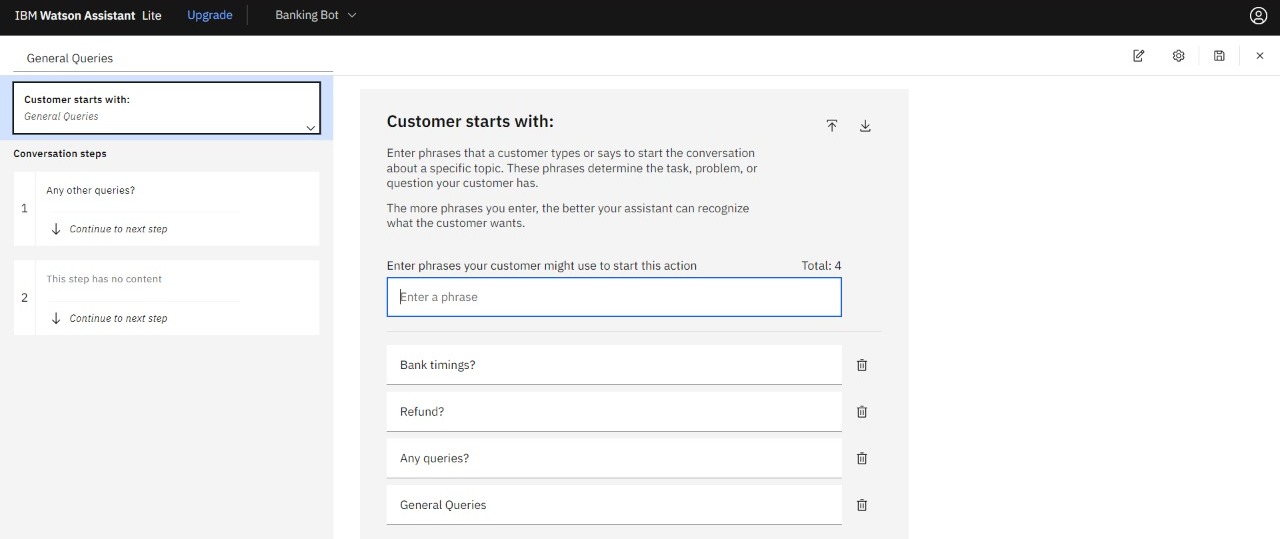 IBM Watson Assistant Lite Upgrade Banking Bot
General Queries
Customer starts with:
General Queries
Conversation steps
1
Any other queries?
Continue to next step
2
This step has no content
Continue to next step
Customer starts with:
Enter phrases that a customer types or says to start the conversation
about a specific topic. These phrases determine the task, problem, or
question your customer has.
The more phrases you enter, the better your assistant can recognize
what the customer wants.
Enter phrases your customer might use to start this action Total: 4
Enter a phrase
Bank timings?
Refund?
Any queries?
General Queries